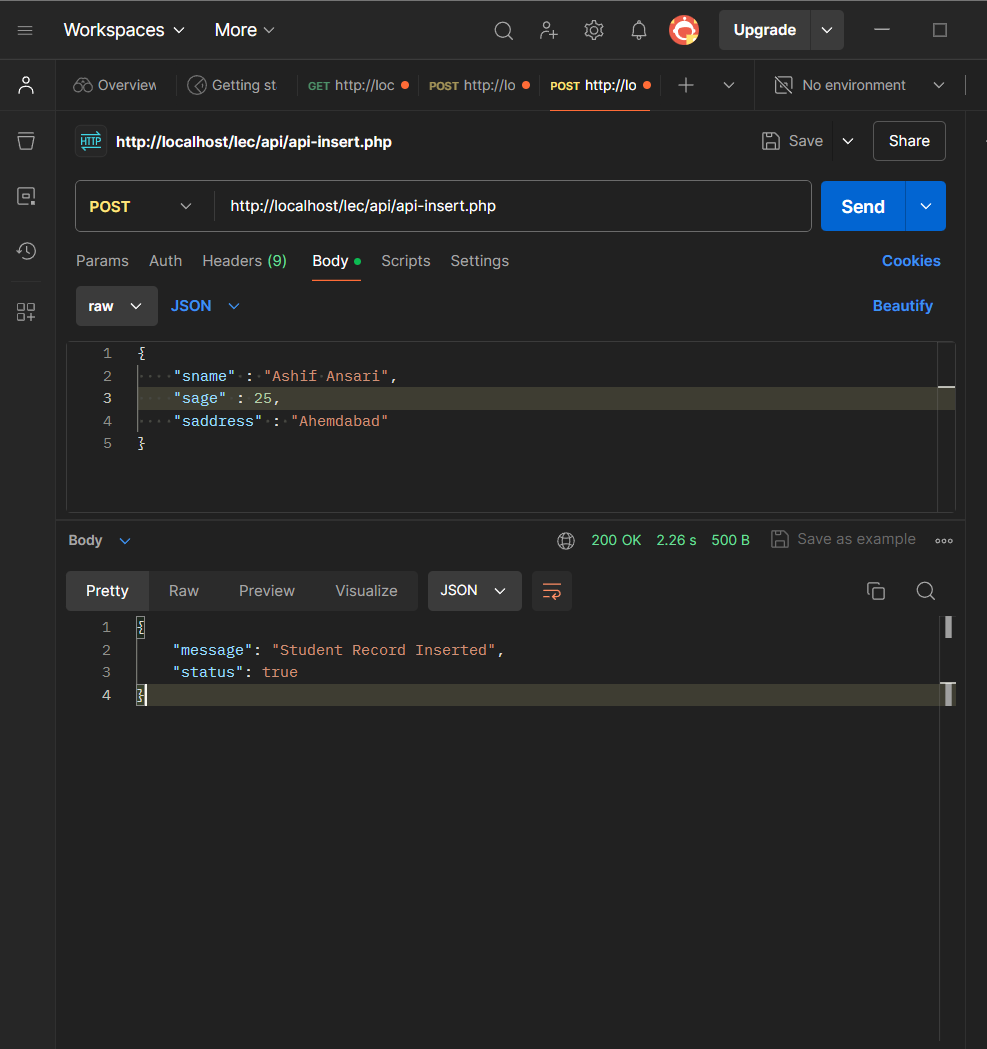 Workspaces More Upgrade
Overview Getting st GET http://loc POST http://lo POST http://lo No environment
HTTP http://localhost/lec/api/api-insert.php Save Share
POST http://localhost/lec/api/api-insert.php Send
Params Auth Headers (9) Body Scripts Settings Cookies
raw JSON Beautify
1 {
2 "sname" : "Ashif Ansari",
3 "sage" : 25,
4 "saddress" : "Ahemdabad"
5 }
Body 200 OK 2.26 s 500 B Save as example
Pretty Raw Preview Visualize JSON
1 {
2 "message": "Student Record Inserted",
3 "status": true
4 }